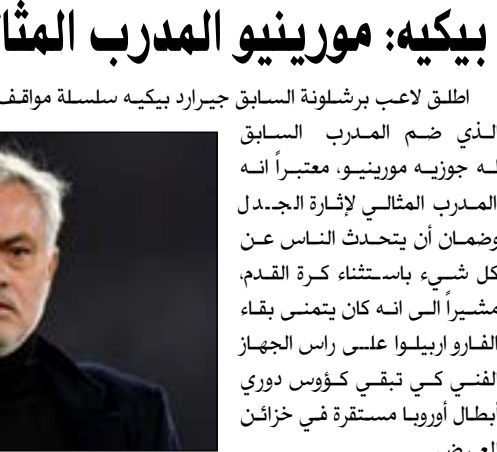 بيكيه: مورينيو المدرب المثا
اطلق لاعب برشلونة السابق جيرارد بيكيه سلسلة مواقف
الذي ضم المدرب السابق
له جوزيه مورينيو، معتبراً انه
المدرب المثالي لإثارة الجدل
وضمان أن يتحدث الناس عن
كل شيء باستثناء كرة القدم،
مشيراً الى انه كان يتمنى بقاء
الفارو اربيلوا على راس الجهاز
الفني كي تبقى كؤوس دوري
أبطال أوروبا مستقرة في خزائن